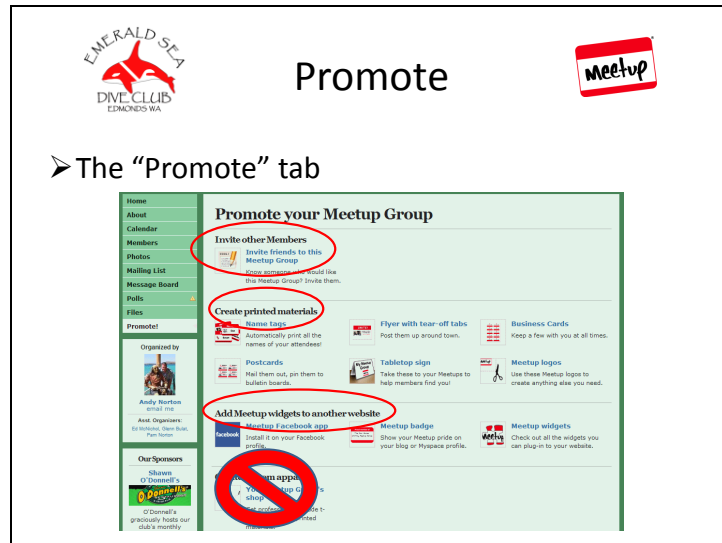 EMERALD SEA
DIVE CLUB
EDMONDS WA
Promote
Meetup
➢The “Promote” tab
Home
About
Calendar
Members
Photos
Mailing List
Message Board
Polls
Files
Promote!
Organized by
Andy Norton
email me
Asst. Organizers:
Pam Norton
Our Sponsors
Shawn
O'Donnell's
O'Donnell's
O'Donnell's
graciously hosts our
club's monthly
Promote your Meetup Group
Invite other Members
Invite friends to this
Meetup Group
Know someone who would like
this Meetup Group? Invite them.
Create printed materials
Name tags
Automatically print all the
names of your attendees!
Flyer with tear-off tabs
Post them up around town.
Business Cards
Keep a few with you at all times.
Postcards
Mail them out, pin them to
bulletin boards.
Tabletop sign
Take these to your Meetups to
help members find you!
Meetup logos
Use these Meetup logos to
create anything else you need.
Add Meetup widgets to another website
facebook
Meetup Facebook app
Install it on your Facebook
profile.
Meetup badge
Show your Meetup pride on
your blog or Myspace profile.
Meetup
Meetup widgets
Check out all the widgets you
can plug-in to your website.
shop